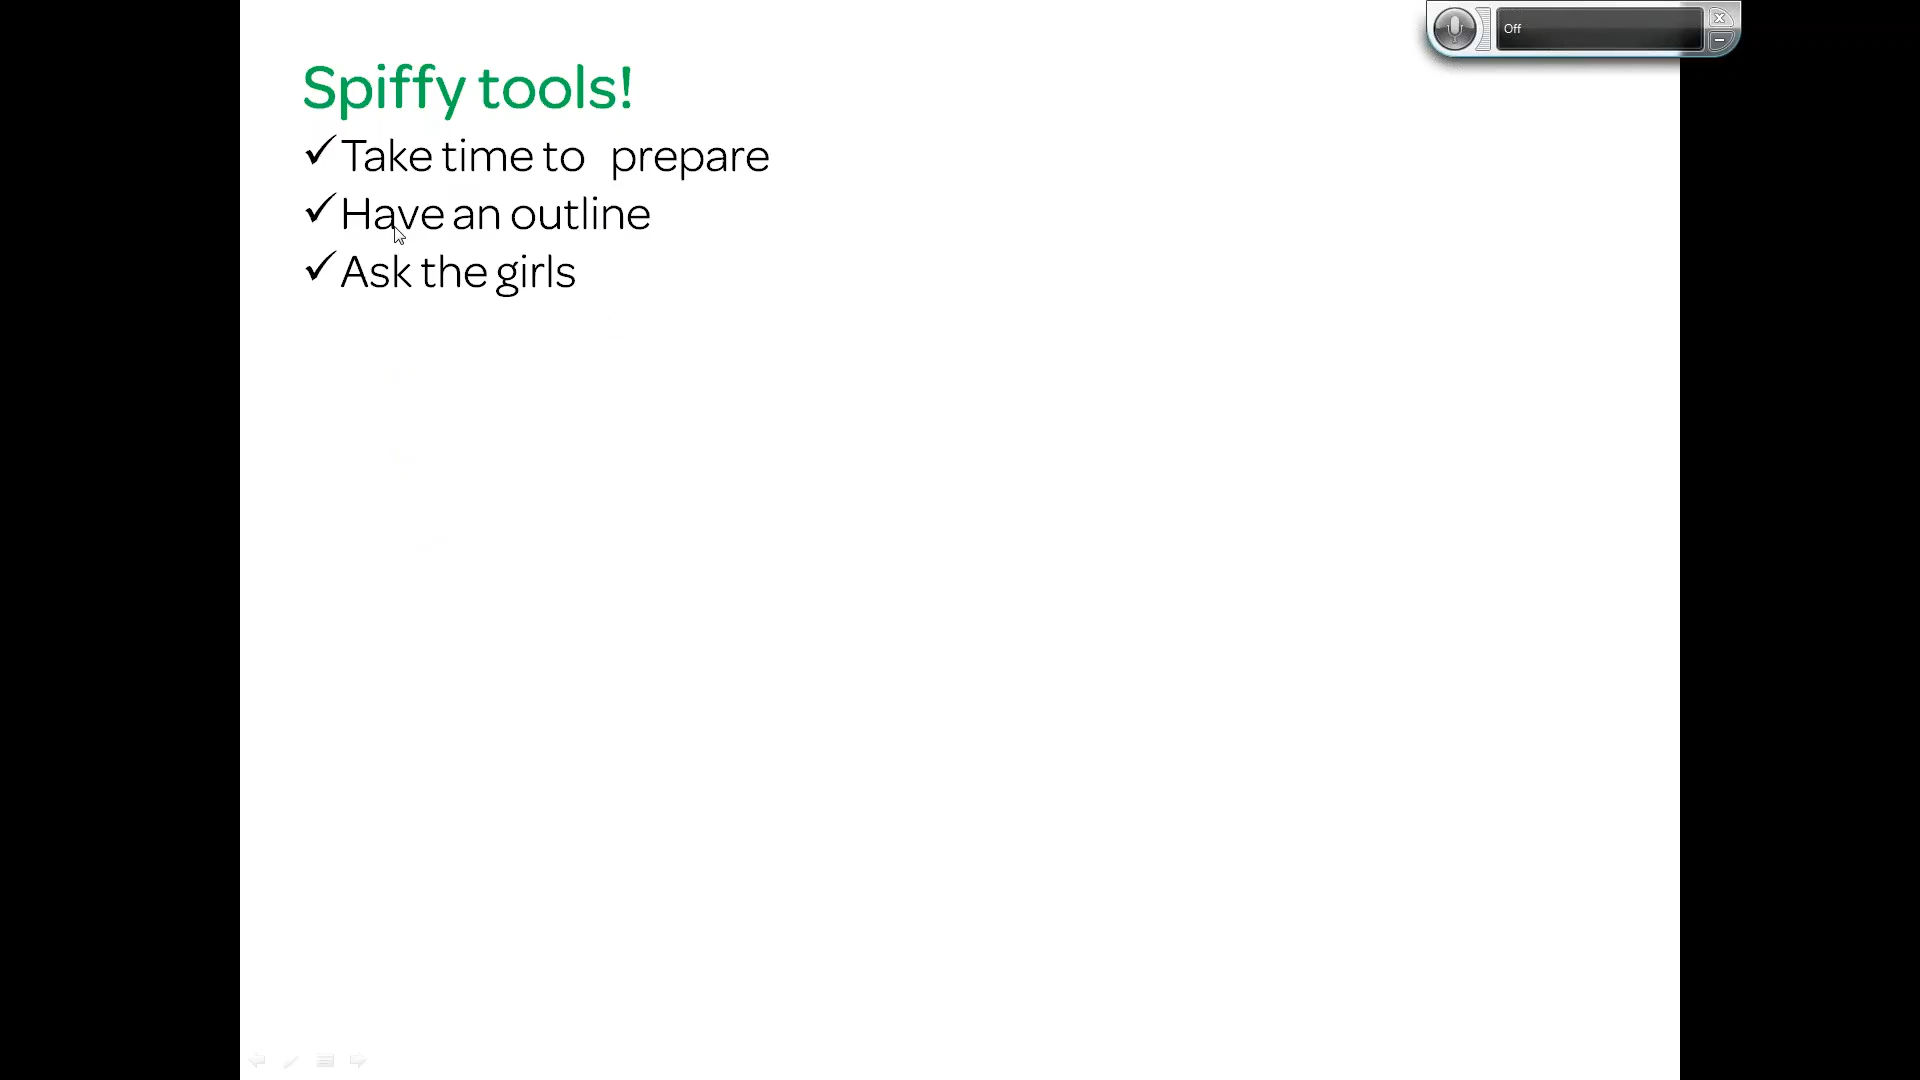 Spiffy tools!
✓Take time to prepare
✓Have an outline
✓Ask the girls
Off